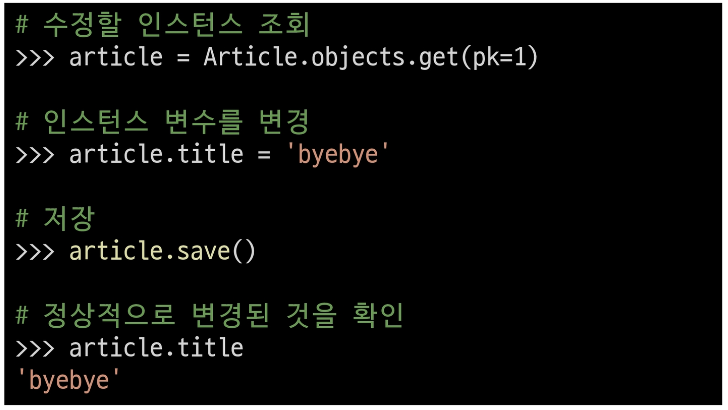 # 수정할 인스턴스 조회
>>> article = Article.objects.get(pk=1)
# 인스턴스 변수를 변경
>>> article.title = 'byebye'
# 저장
>>> article.save()
# 정상적으로 변경된 것을 확인
>>> article.title
'byebye'